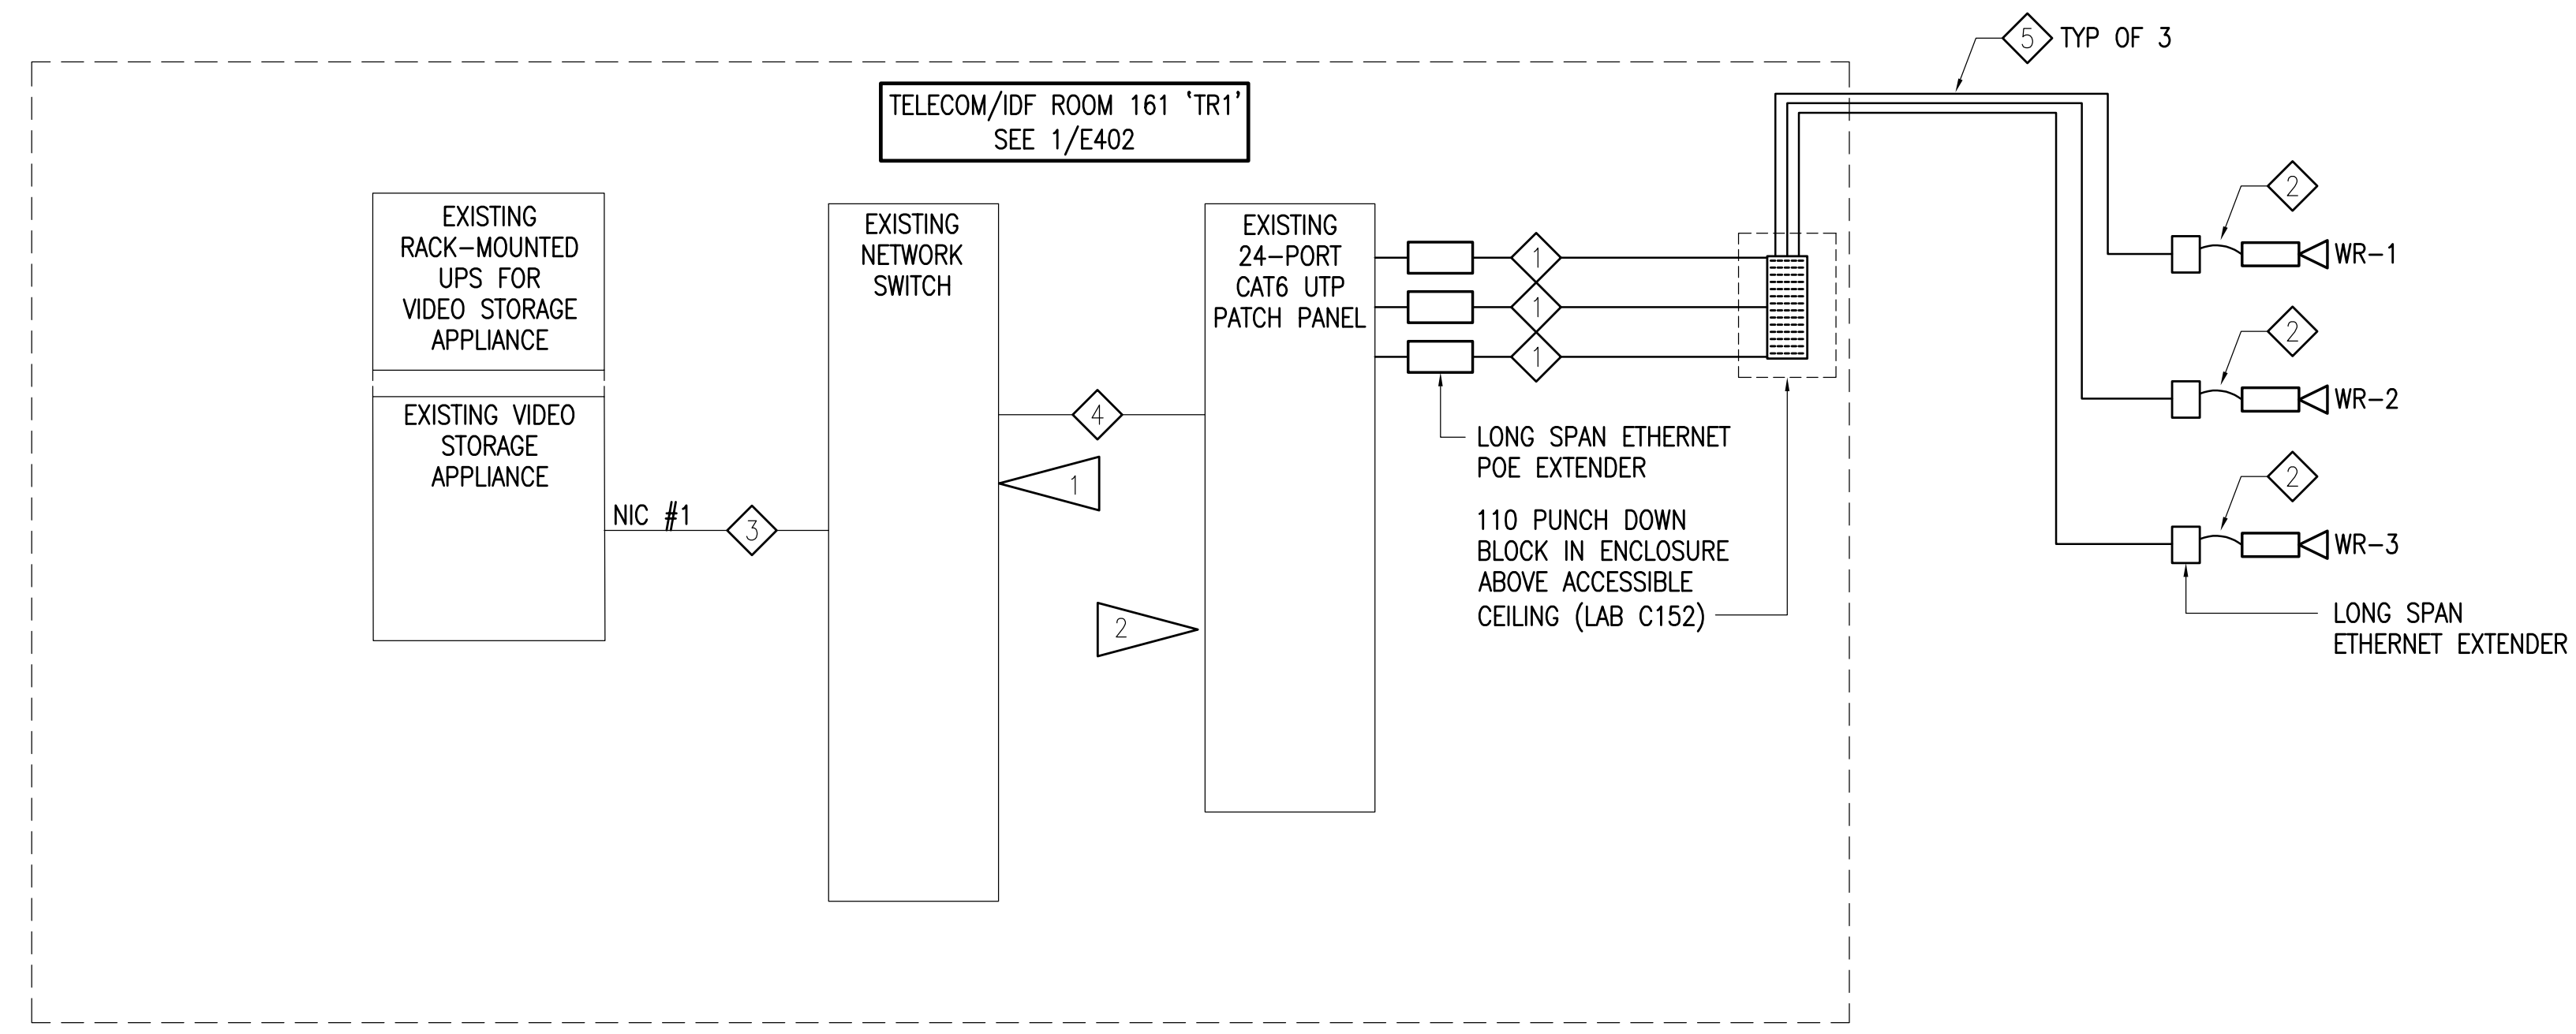 5 TYP OF 3
TELECOM/IDF ROOM 161 ‘TR1’
SEE 1/E402
EXISTING
RACK-MOUNTED
UPS FOR
VIDEO STORAGE
APPLIANCE
EXISTING VIDEO
STORAGE
APPLIANCE
NIC #1
3
EXISTING
NETWORK
SWITCH
4
1
2
EXISTING
24-PORT
CAT6 UTP
PATCH PANEL
1
1
1
LONG SPAN ETHERNET
POE EXTENDER
110 PUNCH DOWN
BLOCK IN ENCLOSURE
ABOVE ACCESSIBLE
CEILING (LAB C152)
2
WR-1
2
WR-2
2
WR-3
LONG SPAN
ETHERNET EXTENDER